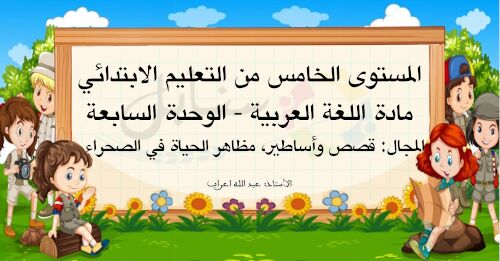 المستوى الخامس من التعليم الابتدائي
مادة اللغة العربية - الوحدة السابعة
المجال: قصص وأساطير، مظاهر الحياة في الصحراء
الأستاذ: عبد الله اعراب